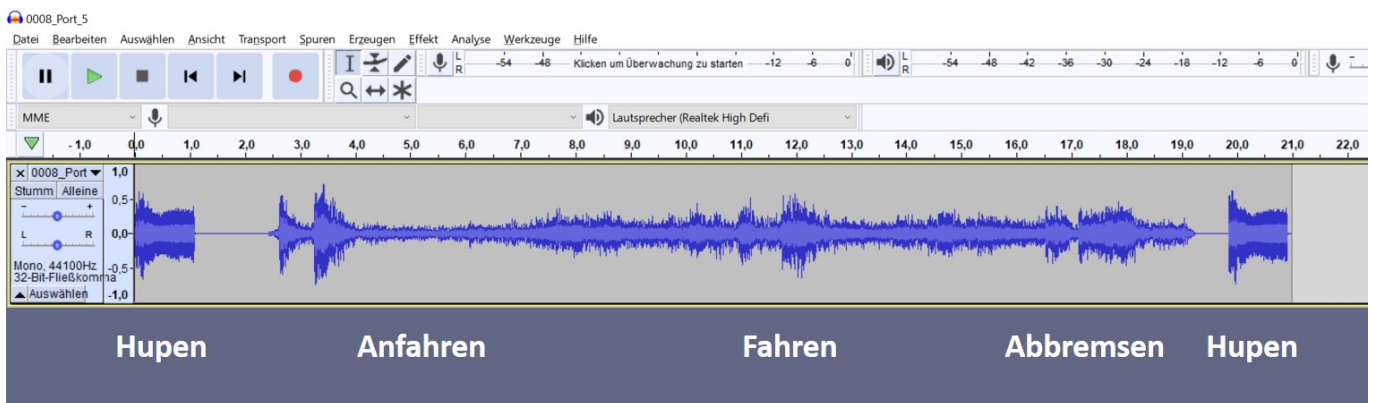 0008_Port_5
Datei Bearbeiten Auswählen Ansicht Transport Spuren Erzeugen Effekt Analyse Werkzeuge Hilfe
L R -54 -48 Klicken um Überwachung zu starten -12 -6 0 L R -54 -48 -42 -36 -30 -24 -18 -12 -6 0
MME Lautsprecher (Realtek High Defi
- 1,0 0,0 1,0 2,0 3,0 4,0 5,0 6,0 7,0 8,0 9,0 10,0 11,0 12,0 13,0 14,0 15,0 16,0 17,0 18,0 19,0 20,0 21,0 22,0
× 0008_Port 1,0
Stumm Alleine
- + 0,5
L R 0,0
Mono, 44100Hz -0,5
32-Bit-Fließkomma
Auswählen -1,0
Hupen Anfahren Fahren Abbremsen Hupen